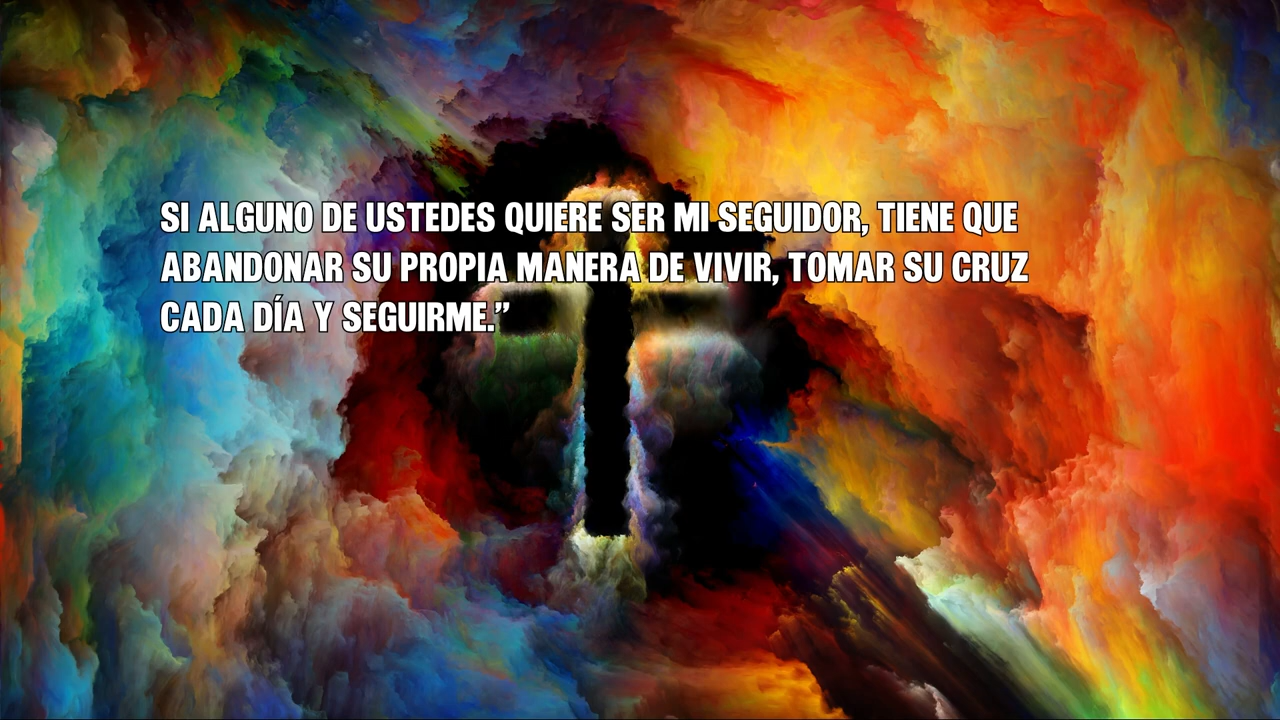 SI ALGUNO DE USTEDES QUIERE SER MI SEGUIDOR, TIENE QUE
ABANDONAR SU PROPIA MANERA DE VIVIR, TOMAR SU CRUZ
CADA DÍA Y SEGUIRME.”